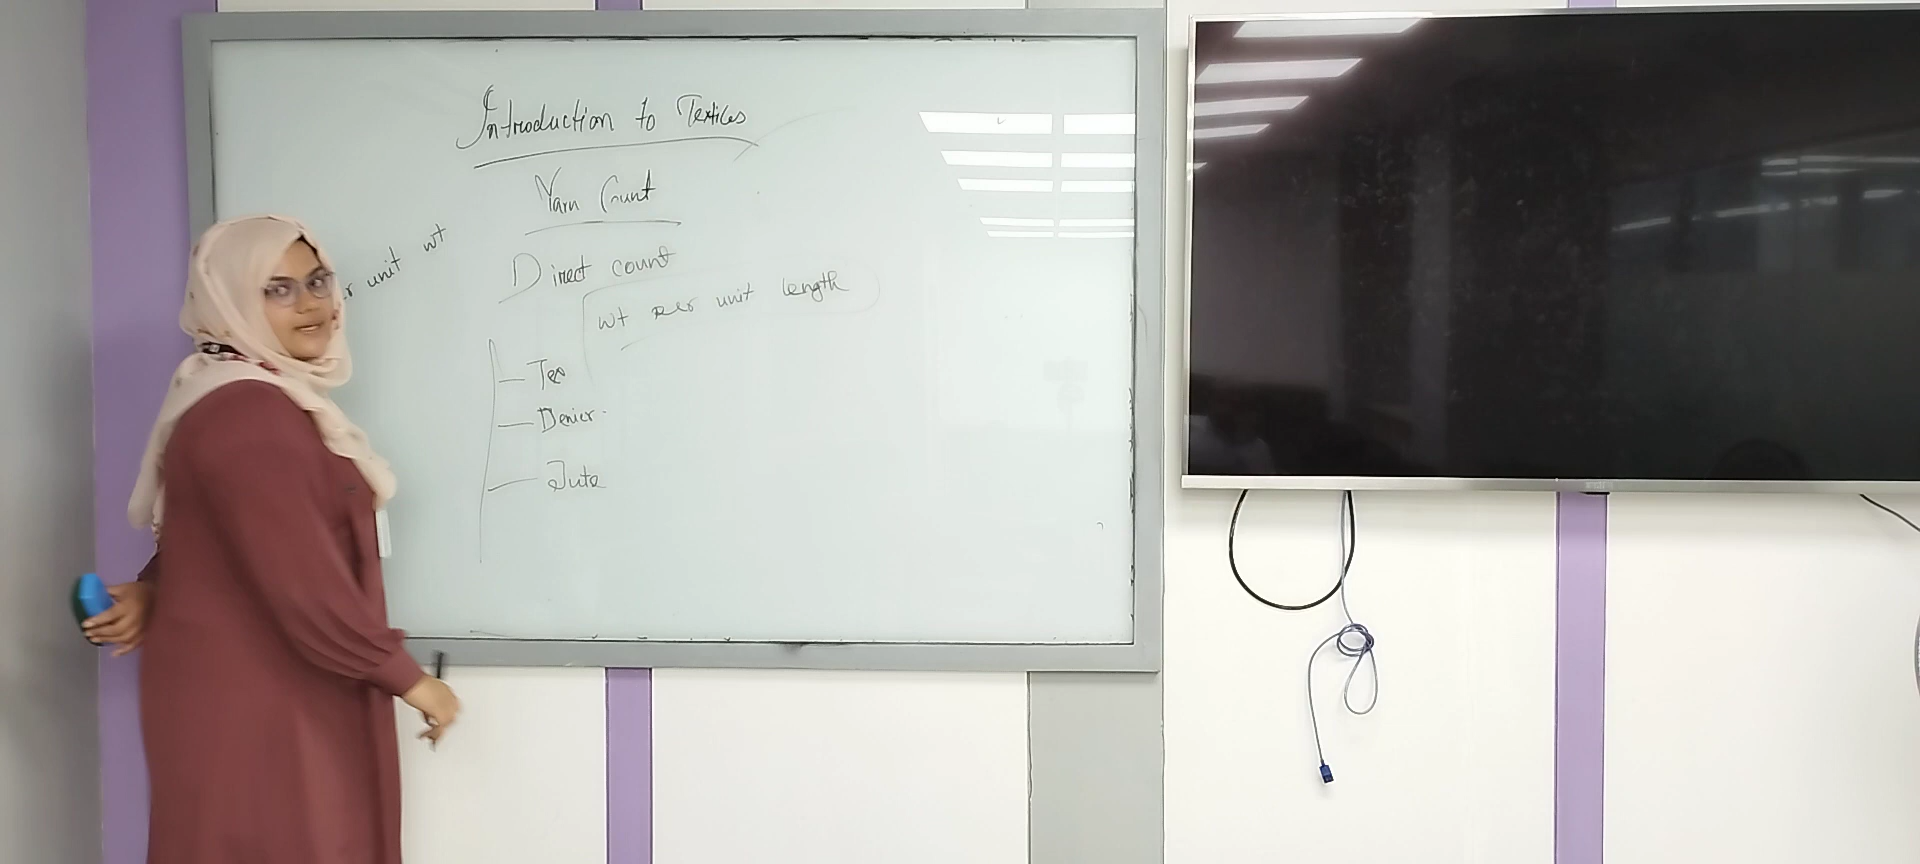 Introduction to Textiles
Yarn Count
unit wt
Direct count
wt per unit length
Tex
Denier
Jute